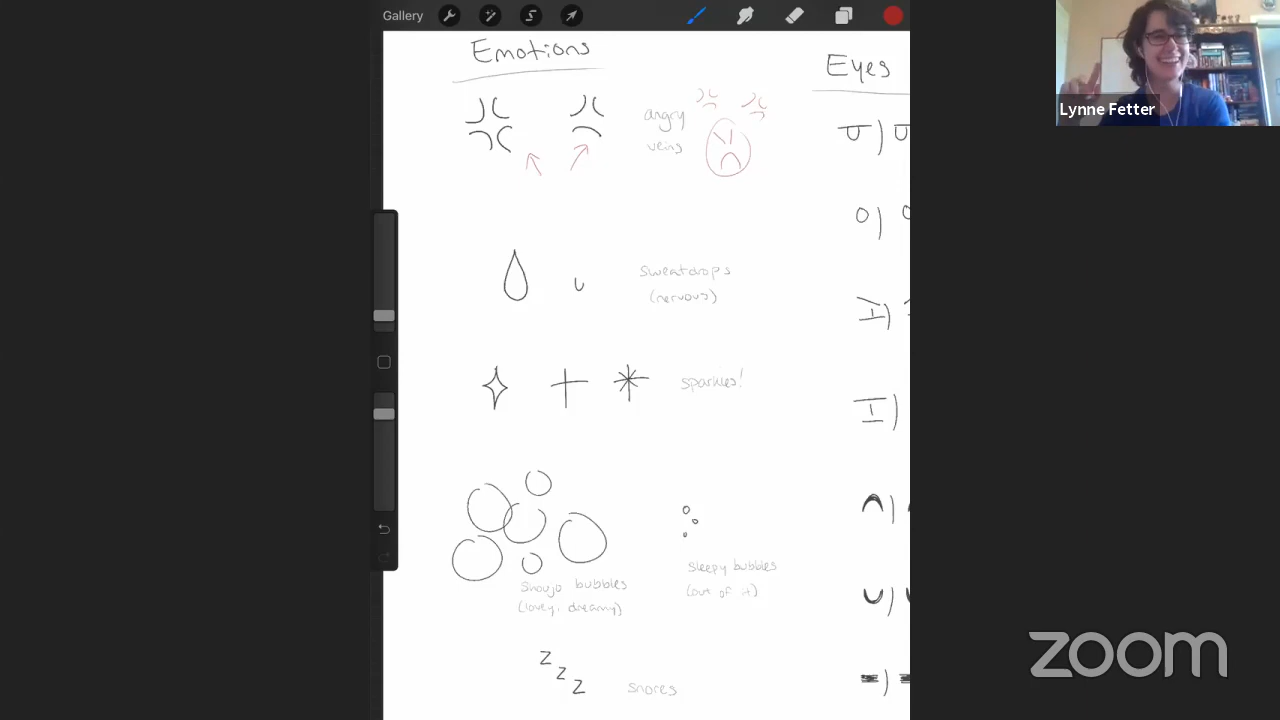 Gallery
Lynne Fetter
Emotions
Eyes
angry
veins
sweatdrops
(nervous)
sparkles!
sleepy bubbles
(out of it)
shoujo bubbles
(lovey, dreamy)
z
z
z
snores
zoom